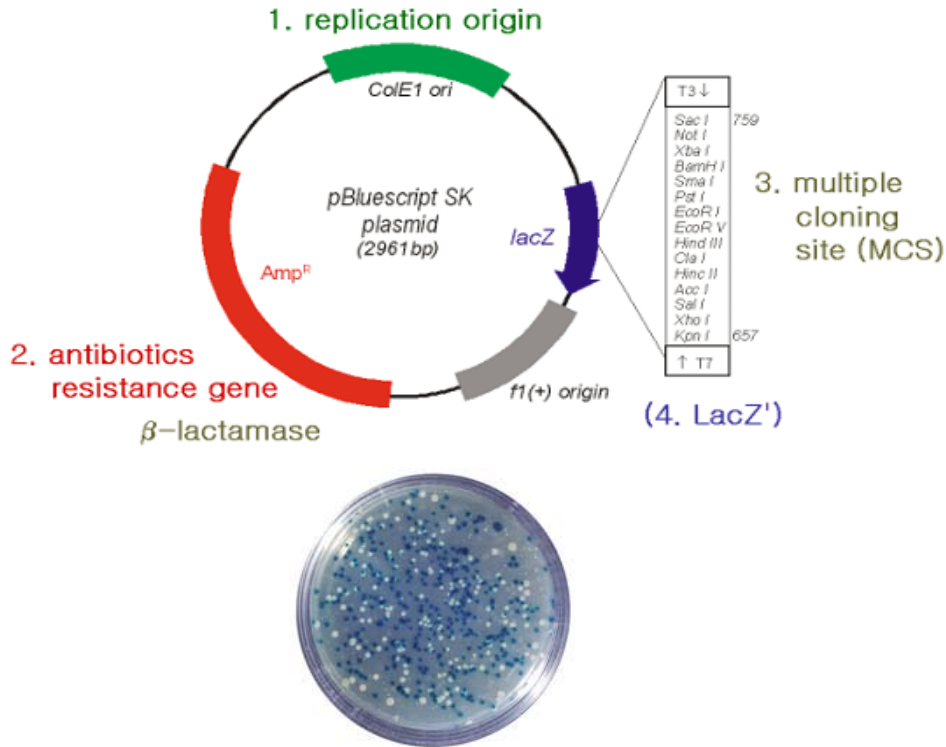 1. replication origin
ColE1 ori
pBluescript SK
plasmid
(2961bp)
lacZ
Amp^R
f1(+) origin
2. antibiotics
resistance gene
β-lactamase
T3 ↓
Sac I 759
Not I
Xba I
BamH I
Sma I
Pst I
EcoR I
EcoR V
Hind III
Cla I
Hinc II
Acc I
Sal I
Xho I
Kpn I 657
↑ T7
3. multiple
cloning
site (MCS)
(4. LacZ')